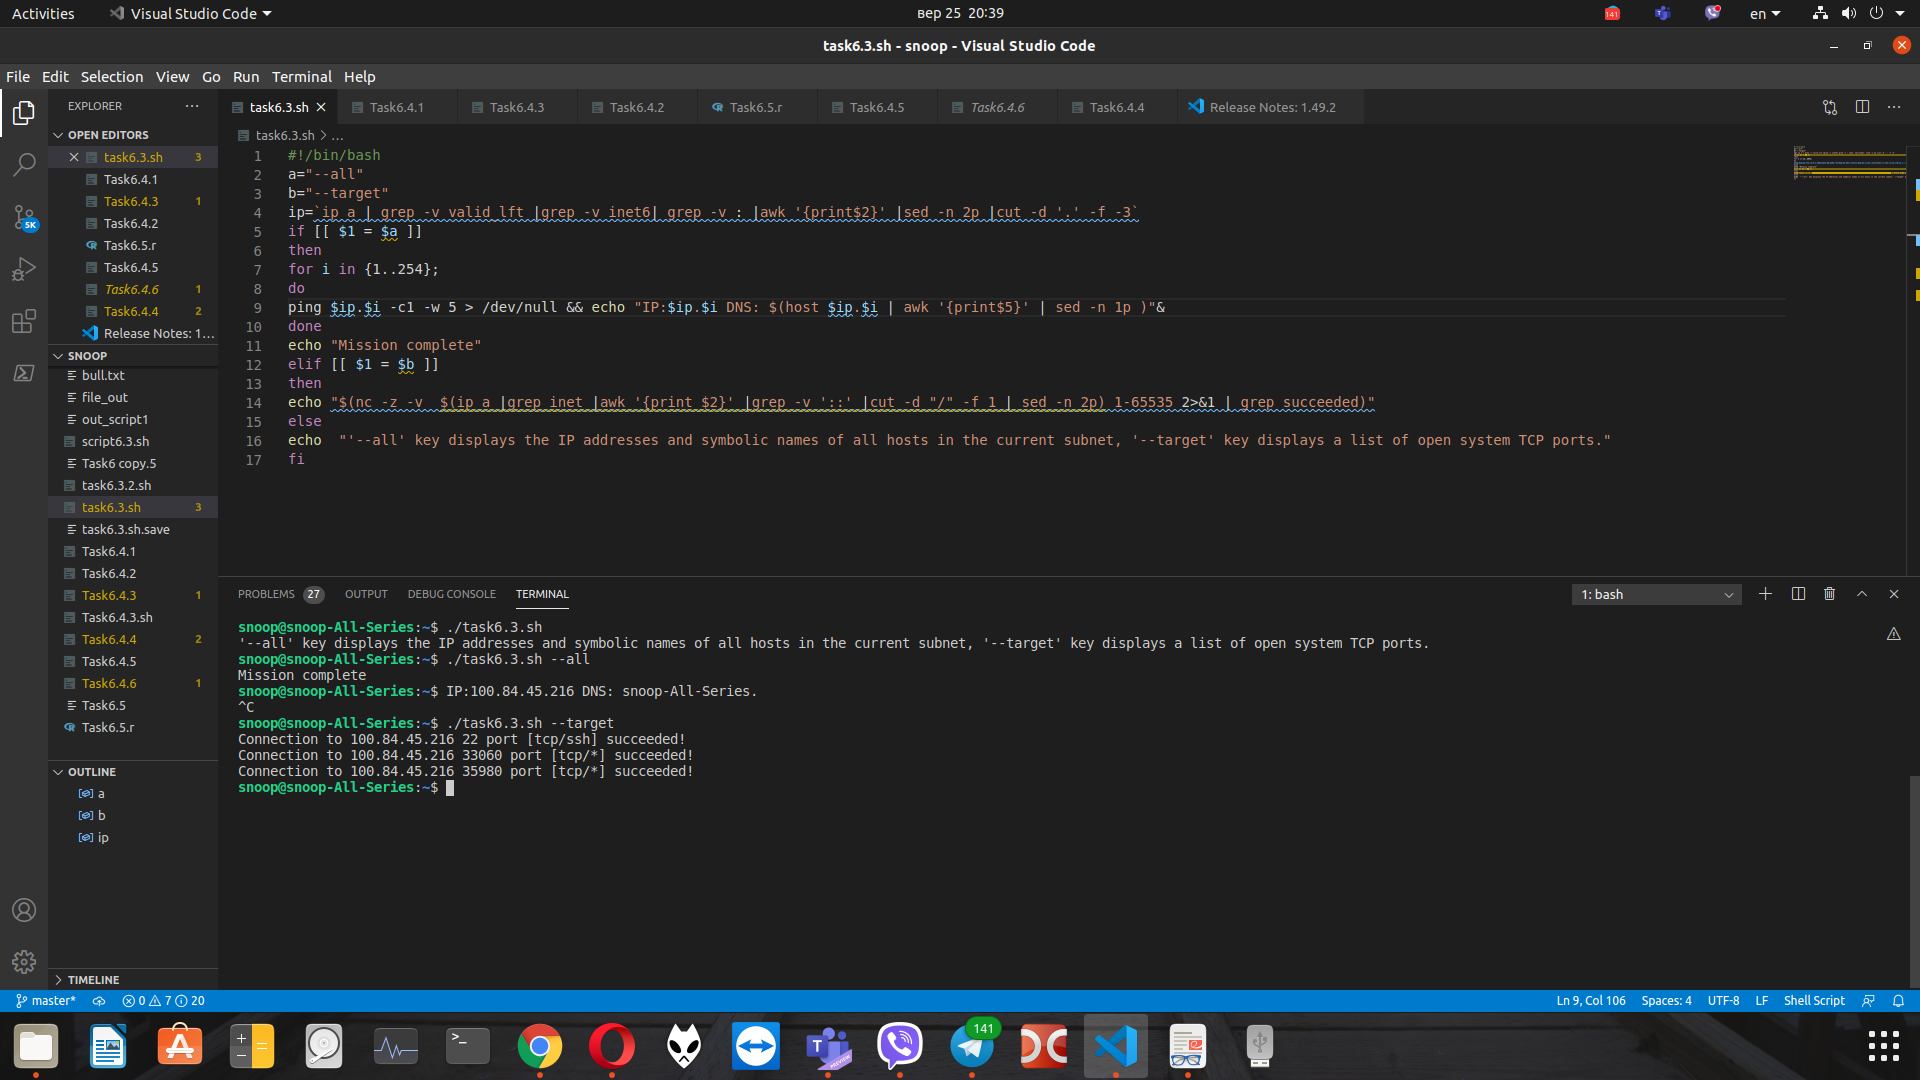 Activities
Visual Studio Code
вер 25 20:39
141
en
task6.3.sh - snoop - Visual Studio Code
File Edit Selection View Go Run Terminal Help
EXPLORER
task6.3.sh
Task6.4.1
Task6.4.3
Task6.4.2
Task6.5.r
Task6.4.5
Task6.4.6
Task6.4.4
Release Notes: 1.49.2
OPEN EDITORS
task6.3.sh 3
Task6.4.1
Task6.4.3 1
Task6.4.2
Task6.5.r
Task6.4.5
Task6.4.6 1
Task6.4.4 2
Release Notes: 1...
5K
SNOOP
bull.txt
file_out
out_script1
script6.3.sh
Task6 copy.5
task6.3.2.sh
task6.3.sh 3
task6.3.sh.save
Task6.4.1
Task6.4.2
Task6.4.3 1
Task6.4.3.sh
Task6.4.4 2
Task6.4.5
Task6.4.6 1
Task6.5
Task6.5.r
OUTLINE
a
b
ip
TIMELINE
task6.3.sh > ...
1 #!/bin/bash
2 a="--all"
3 b="--target"
4 ip=`ip a | grep -v valid_lft |grep -v inet6| grep -v : |awk '{print$2}' |sed -n 2p |cut -d '.' -f -3`
5 if [[ $1 = $a ]]
6 then
7 for i in {1..254};
8 do
9 ping $ip.$i -c1 -w 5 > /dev/null && echo "IP:$ip.$i DNS: $(host $ip.$i | awk '{print$5}' | sed -n 1p )"&
10 done
11 echo "Mission complete"
12 elif [[ $1 = $b ]]
13 then
14 echo "$(nc -z -v  $(ip a |grep inet |awk '{print $2}' |grep -v '::' |cut -d "/" -f 1 | sed -n 2p) 1-65535 2>&1 | grep succeeded)"
15 else
16 echo  "'--all' key displays the IP addresses and symbolic names of all hosts in the current subnet, '--target' key displays a list of open system TCP ports."
17 fi
PROBLEMS 27 OUTPUT DEBUG CONSOLE TERMINAL
1: bash
snoop@snoop-All-Series:~$ ./task6.3.sh
'--all' key displays the IP addresses and symbolic names of all hosts in the current subnet, '--target' key displays a list of open system TCP ports.
snoop@snoop-All-Series:~$ ./task6.3.sh --all
Mission complete
snoop@snoop-All-Series:~$ IP:100.84.45.216 DNS: snoop-All-Series.
^C
snoop@snoop-All-Series:~$ ./task6.3.sh --target
Connection to 100.84.45.216 22 port [tcp/ssh] succeeded!
Connection to 100.84.45.216 33060 port [tcp/*] succeeded!
Connection to 100.84.45.216 35980 port [tcp/*] succeeded!
snoop@snoop-All-Series:~$
master* 0 7 20
Ln 9, Col 106 Spaces: 4 UTF-8 LF Shell Script
141
PREVIEW